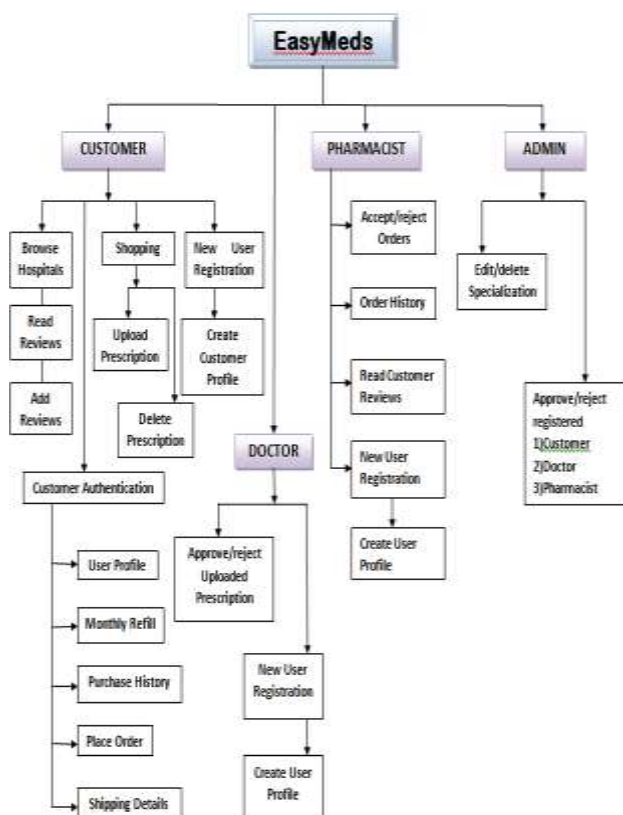 EasyMeds
CUSTOMER
PHARMACIST
ADMIN
Browse
Hospitals
Shopping
New User
Registration
Accept/reject
Orders
Edit/delete
Specialization
Read
Reviews
Upload
Prescription
Create
Customer
Profile
Order History
Add
Reviews
Delete
Prescription
Read Customer
Reviews
Approve/reject
registered
1)Customer
2)Doctor
3)Pharmacist
DOCTOR
New User
Registration
Customer Authentication
Create User
Profile
User Profile
Approve/reject
Uploaded
Prescription
Monthly Refill
Purchase History
New User
Registration
Place Order
Create User
Profile
Shipping Details